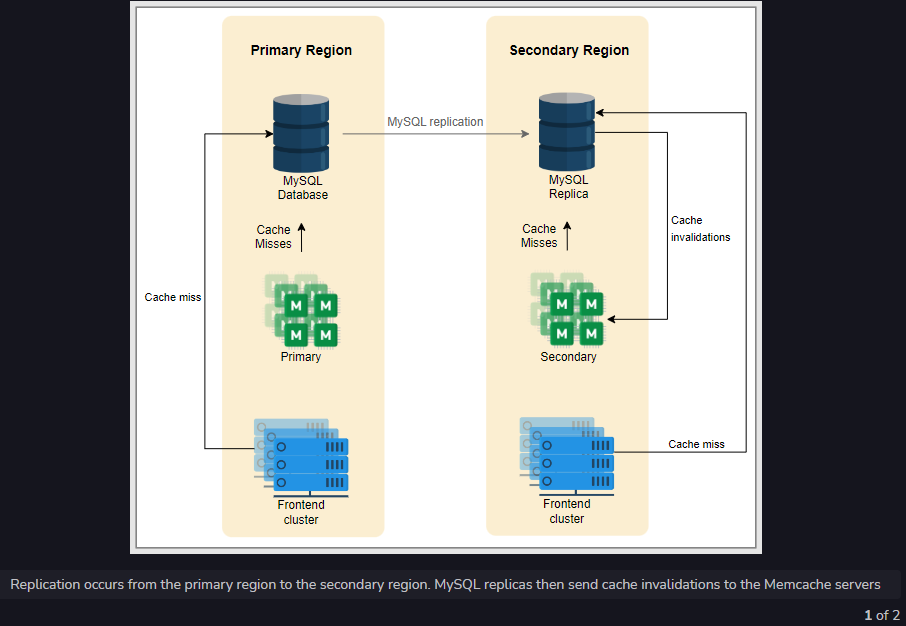 Primary Region
Secondary Region
MySQL replication
MySQL
Database
MySQL
Replica
Cache
Misses
Cache
Misses
Cache
invalidations
Cache miss
M M
M M
M M
M M
Primary
Secondary
Cache miss
Frontend
cluster
Frontend
cluster
Replication occurs from the primary region to the secondary region. MySQL replicas then send cache invalidations to the Memcache servers
1 of 2